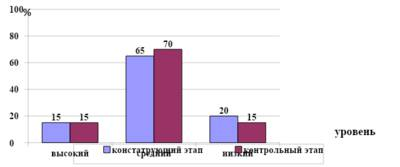 %
100
80
60
40
20
0
65
70
15
15
20
15
высокий
средний
низкий
констатующий этап
контрольный этап
уровень